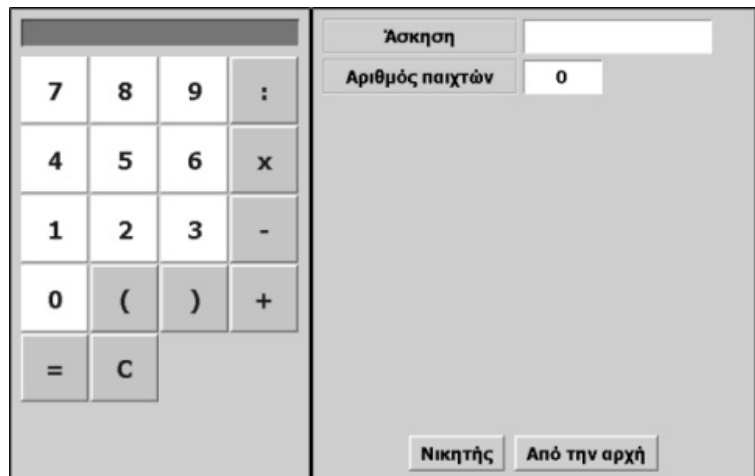 7 8 9 :
4 5 6 x
1 2 3 -
0 ( ) +
= C
Άσκηση
Αριθμός παιχτών 0
Νικητής Από την αρχή